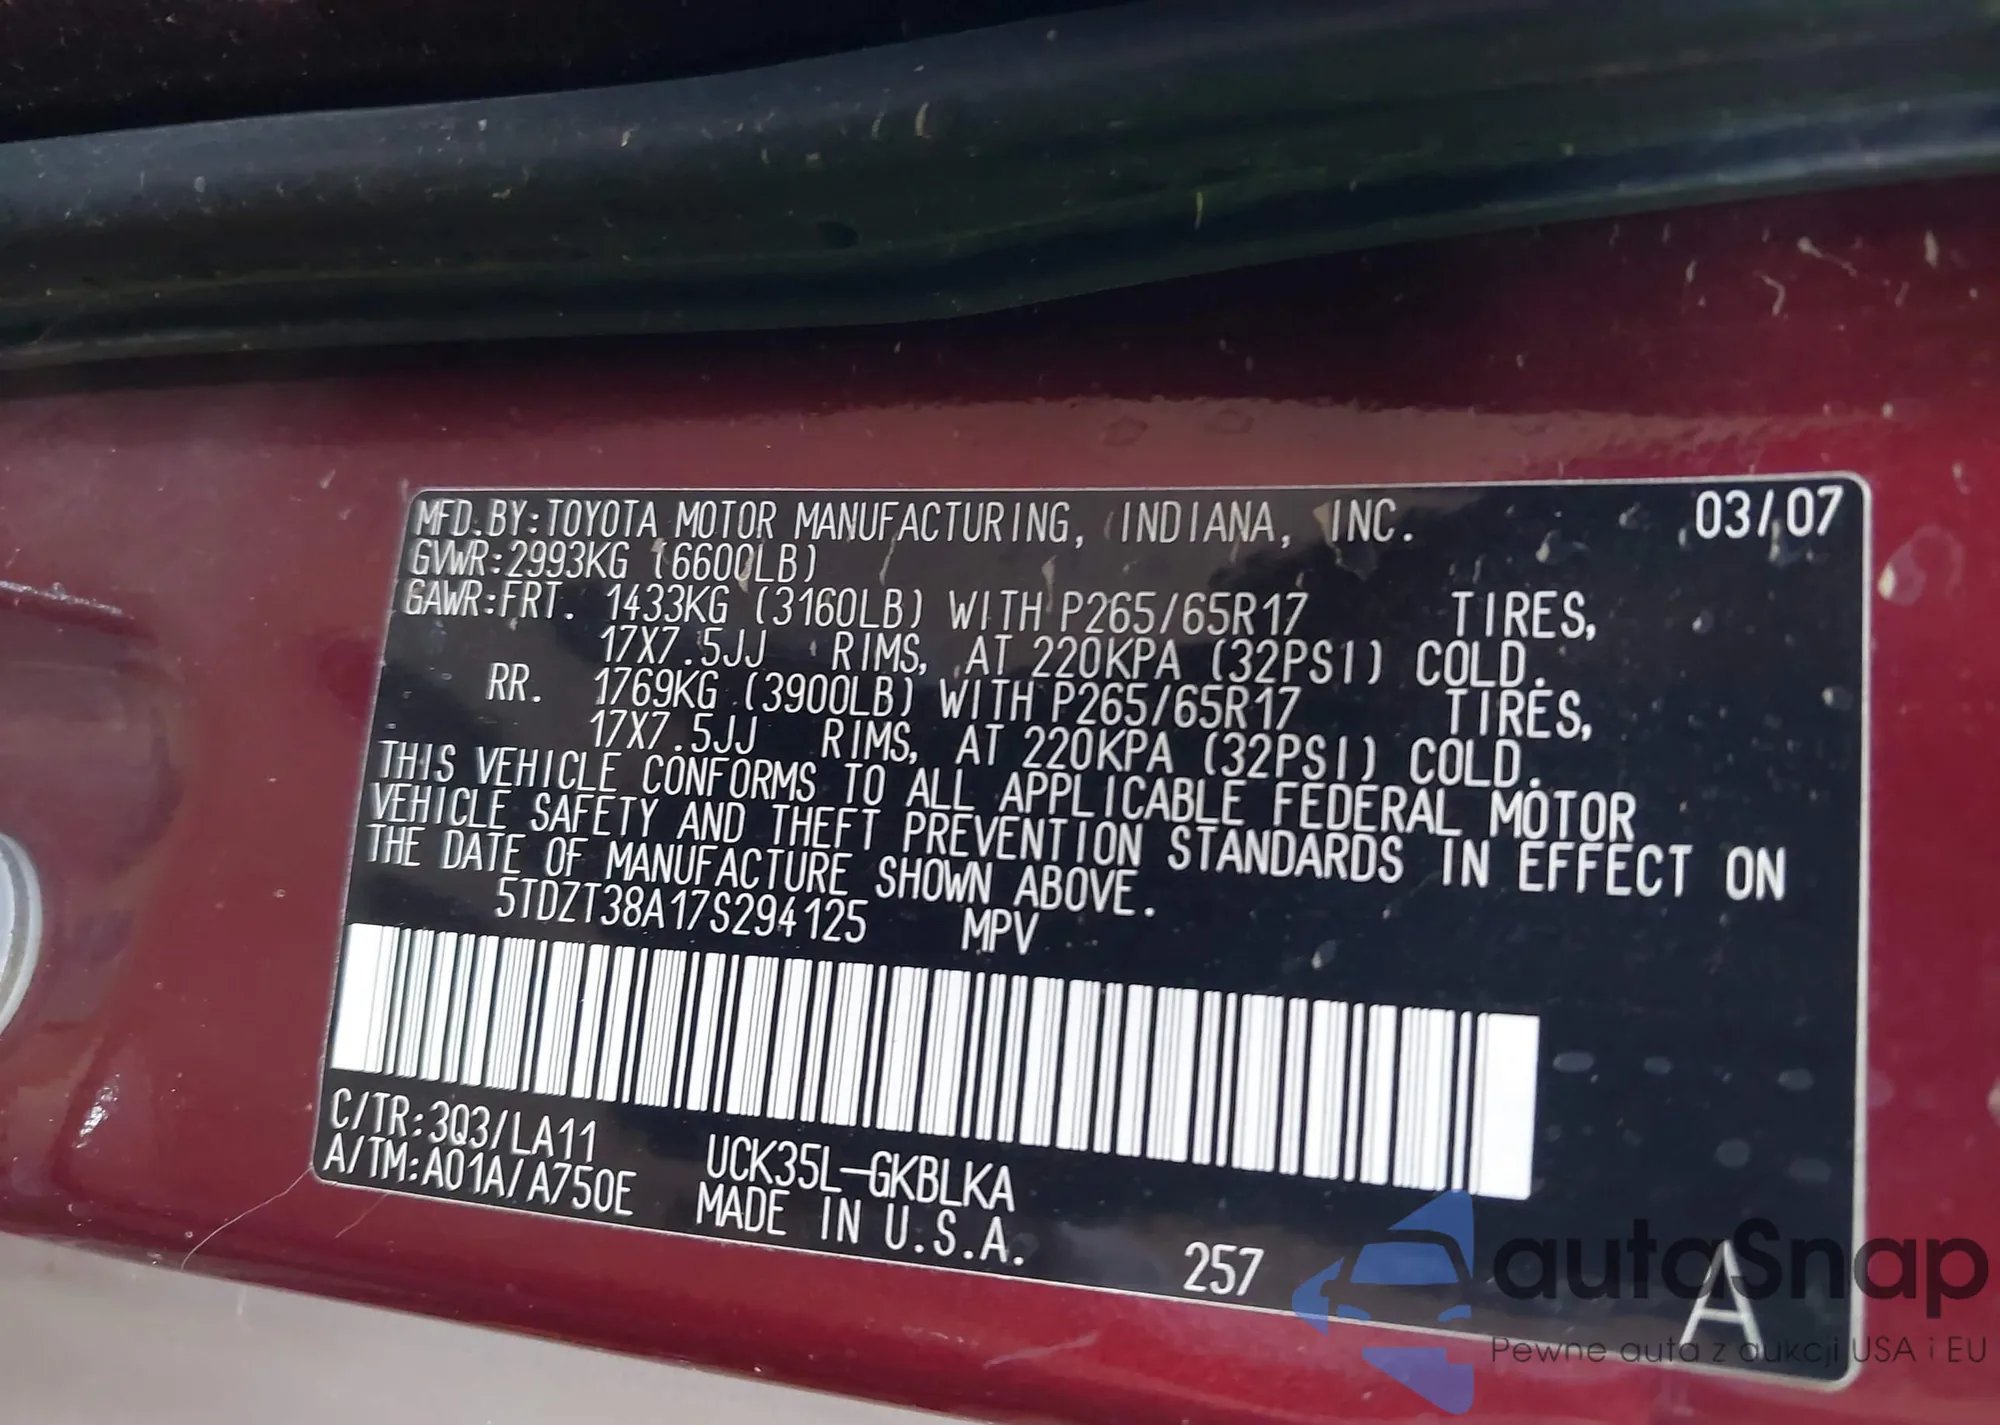 MFD.BY:TOYOTA MOTOR MANUFACTURING, INDIANA, INC. 03/07
GVWR:2993KG (6600LB)
GAWR:FRT. 1433KG (3160LB) WITH P265/65R17 TIRES,
17X7.5JJ RIMS, AT 220KPA (32PSI) COLD.
RR. 1769KG (3900LB) WITH P265/65R17 TIRES,
17X7.5JJ RIMS, AT 220KPA (32PSI) COLD.
THIS VEHICLE CONFORMS TO ALL APPLICABLE FEDERAL MOTOR
VEHICLE SAFETY AND THEFT PREVENTION STANDARDS IN EFFECT ON
THE DATE OF MANUFACTURE SHOWN ABOVE.
5TDZT38A17S294125 MPV
C/TR:3Q3/LA11 UCK35L-GKBLKA
A/TM:A01A/A750E MADE IN U.S.A.
257 A
autaSnap
Pewne auta z aukcji USA i EU